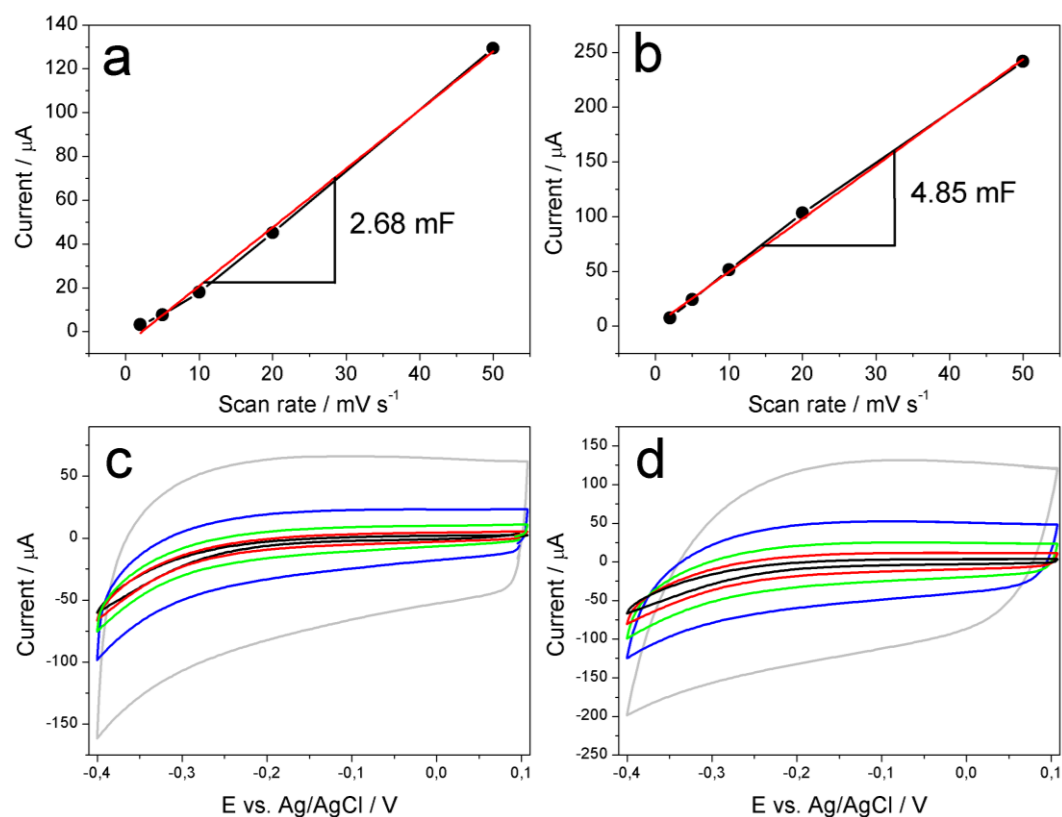 a
140
120
100
80
60
40
20
0
Current / μA
2.68 mF
0 10 20 30 40 50
Scan rate / mV s⁻¹
b
250
200
150
100
50
0
Current / μA
4.85 mF
0 10 20 30 40 50
Scan rate / mV s⁻¹
c
50
0
-50
-100
-150
Current / μA
-0,4 -0,3 -0,2 -0,1 0,0 0,1
E vs. Ag/AgCl / V
d
150
100
50
0
-50
-100
-150
-200
-250
Current / μA
-0,4 -0,3 -0,2 -0,1 0,0 0,1
E vs. Ag/AgCl / V